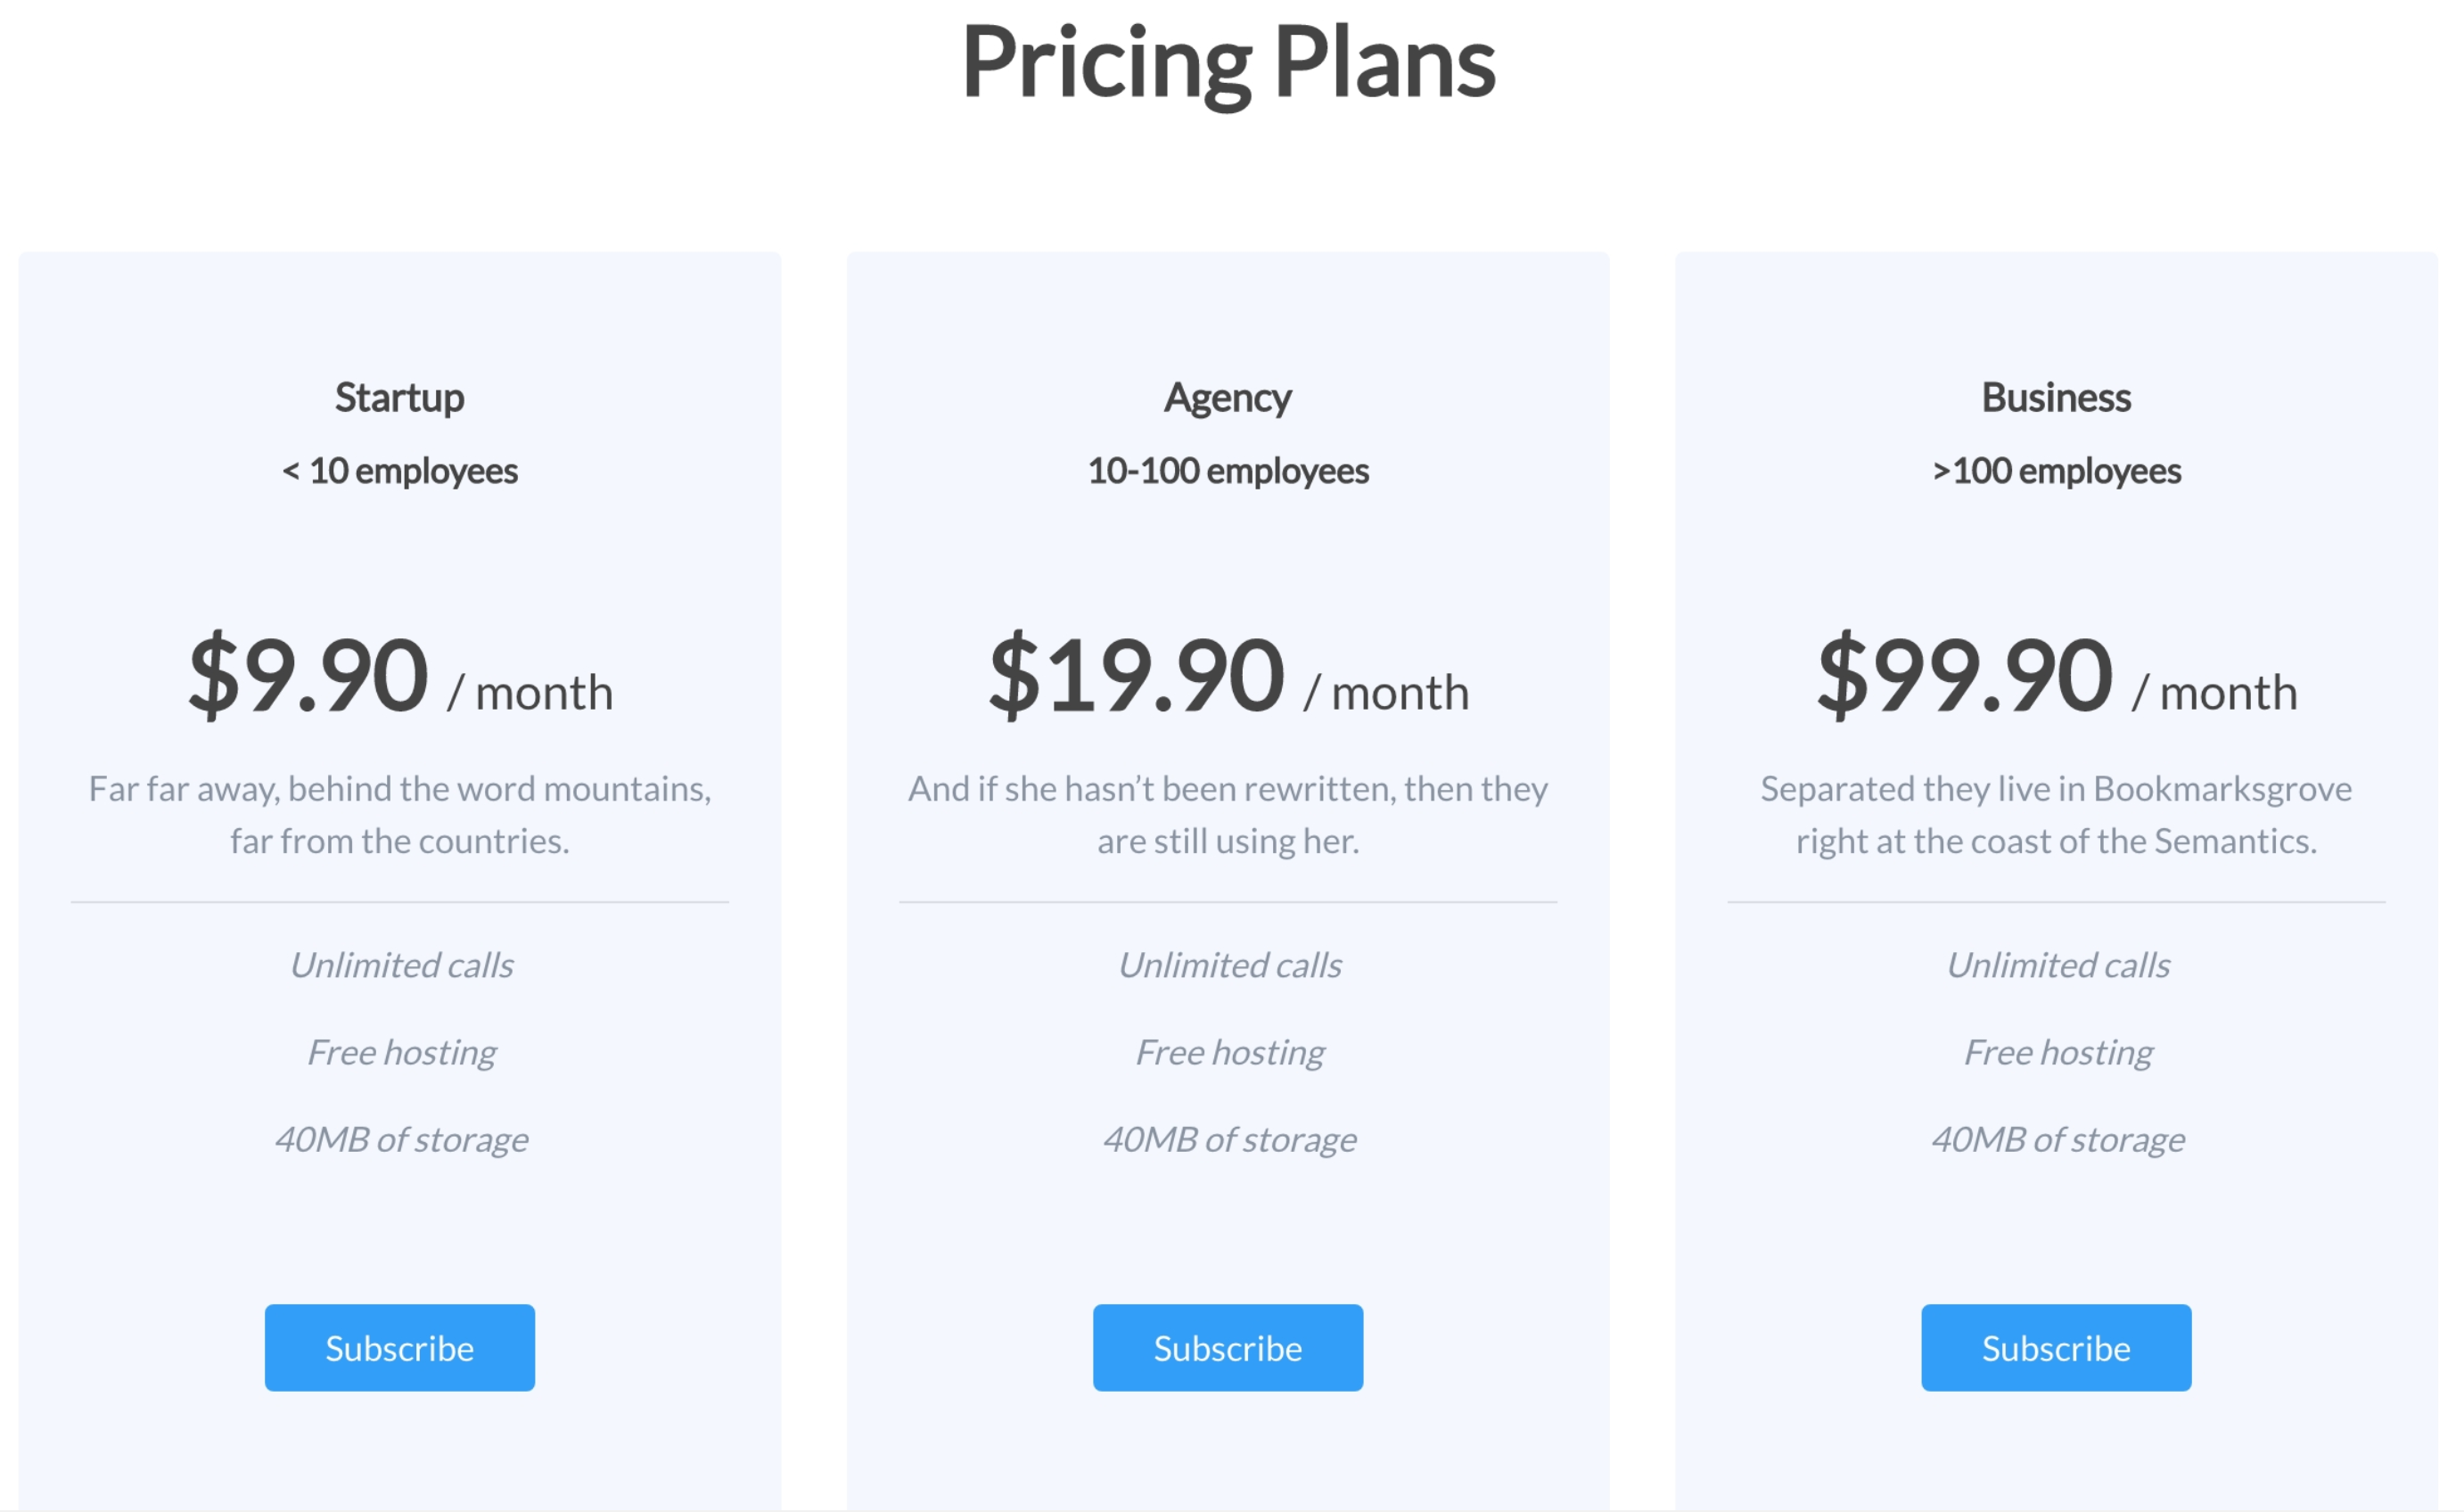 Pricing Plans
Startup
< 10 employees
$9.90 / month
Far far away, behind the word mountains,
far from the countries.
Unlimited calls
Free hosting
40MB of storage
Subscribe
Agency
10-100 employees
$19.90 / month
And if she hasn’t been rewritten, then they
are still using her.
Unlimited calls
Free hosting
40MB of storage
Subscribe
Business
>100 employees
$99.90 / month
Separated they live in Bookmarksgrove
right at the coast of the Semantics.
Unlimited calls
Free hosting
40MB of storage
Subscribe